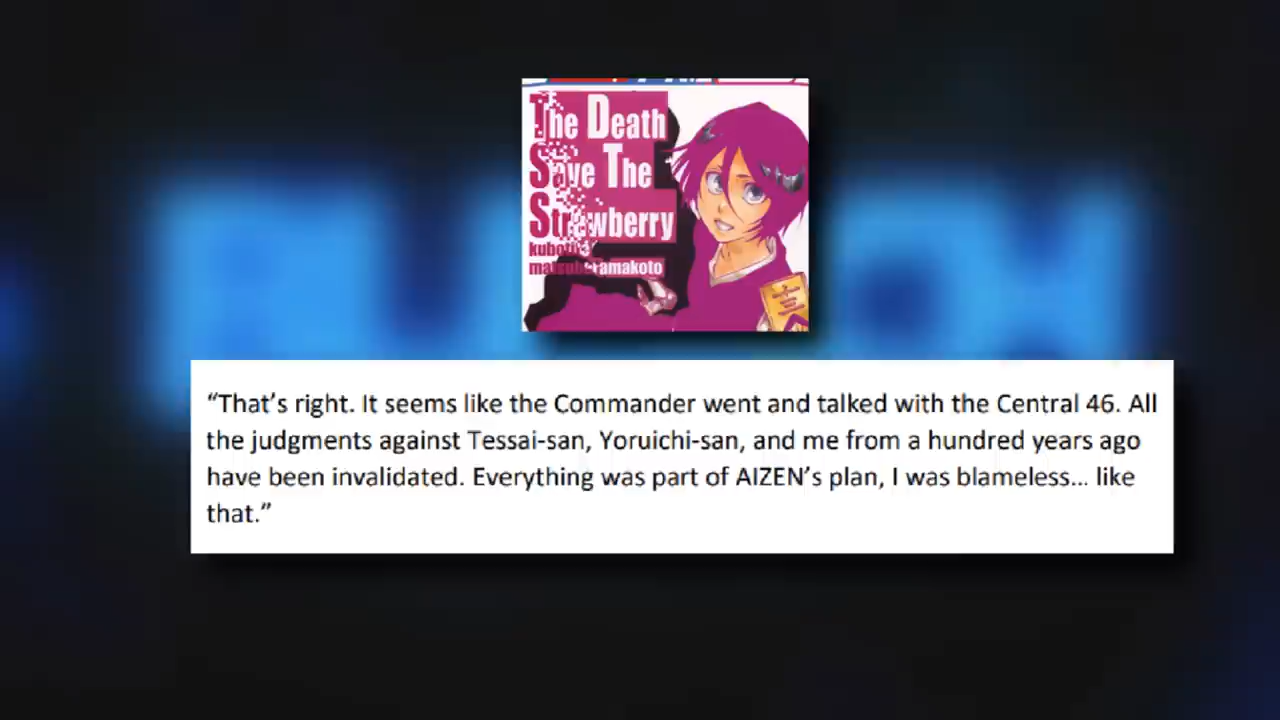 The Death
Save The
Strawberry
“That’s right. It seems like the Commander went and talked with the Central 46. All
the judgments against Tessai-san, Yoruichi-san, and me from a hundred years ago
have been invalidated. Everything was part of AIZEN’s plan, I was blameless… like
that.”